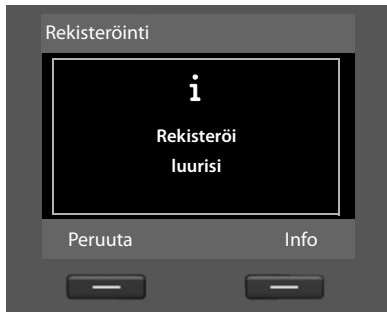 Rekisteröinti
i
Rekisteröi
luurisi
Peruuta Info